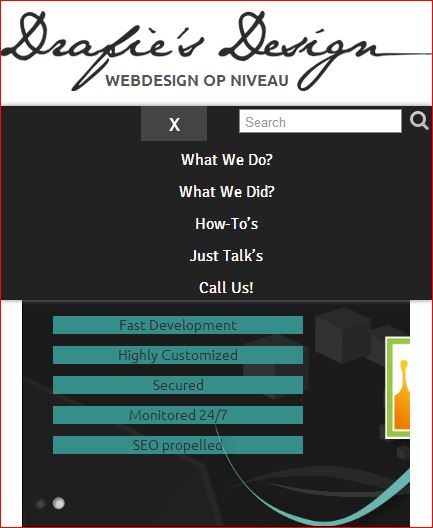 Drafie's Design
WEBDESIGN OP NIVEAU
X
Search
What We Do?
What We Did?
How-To's
Just Talk's
Call Us!
Fast Development
Highly Customized
Secured
Monitored 24/7
SEO propelled